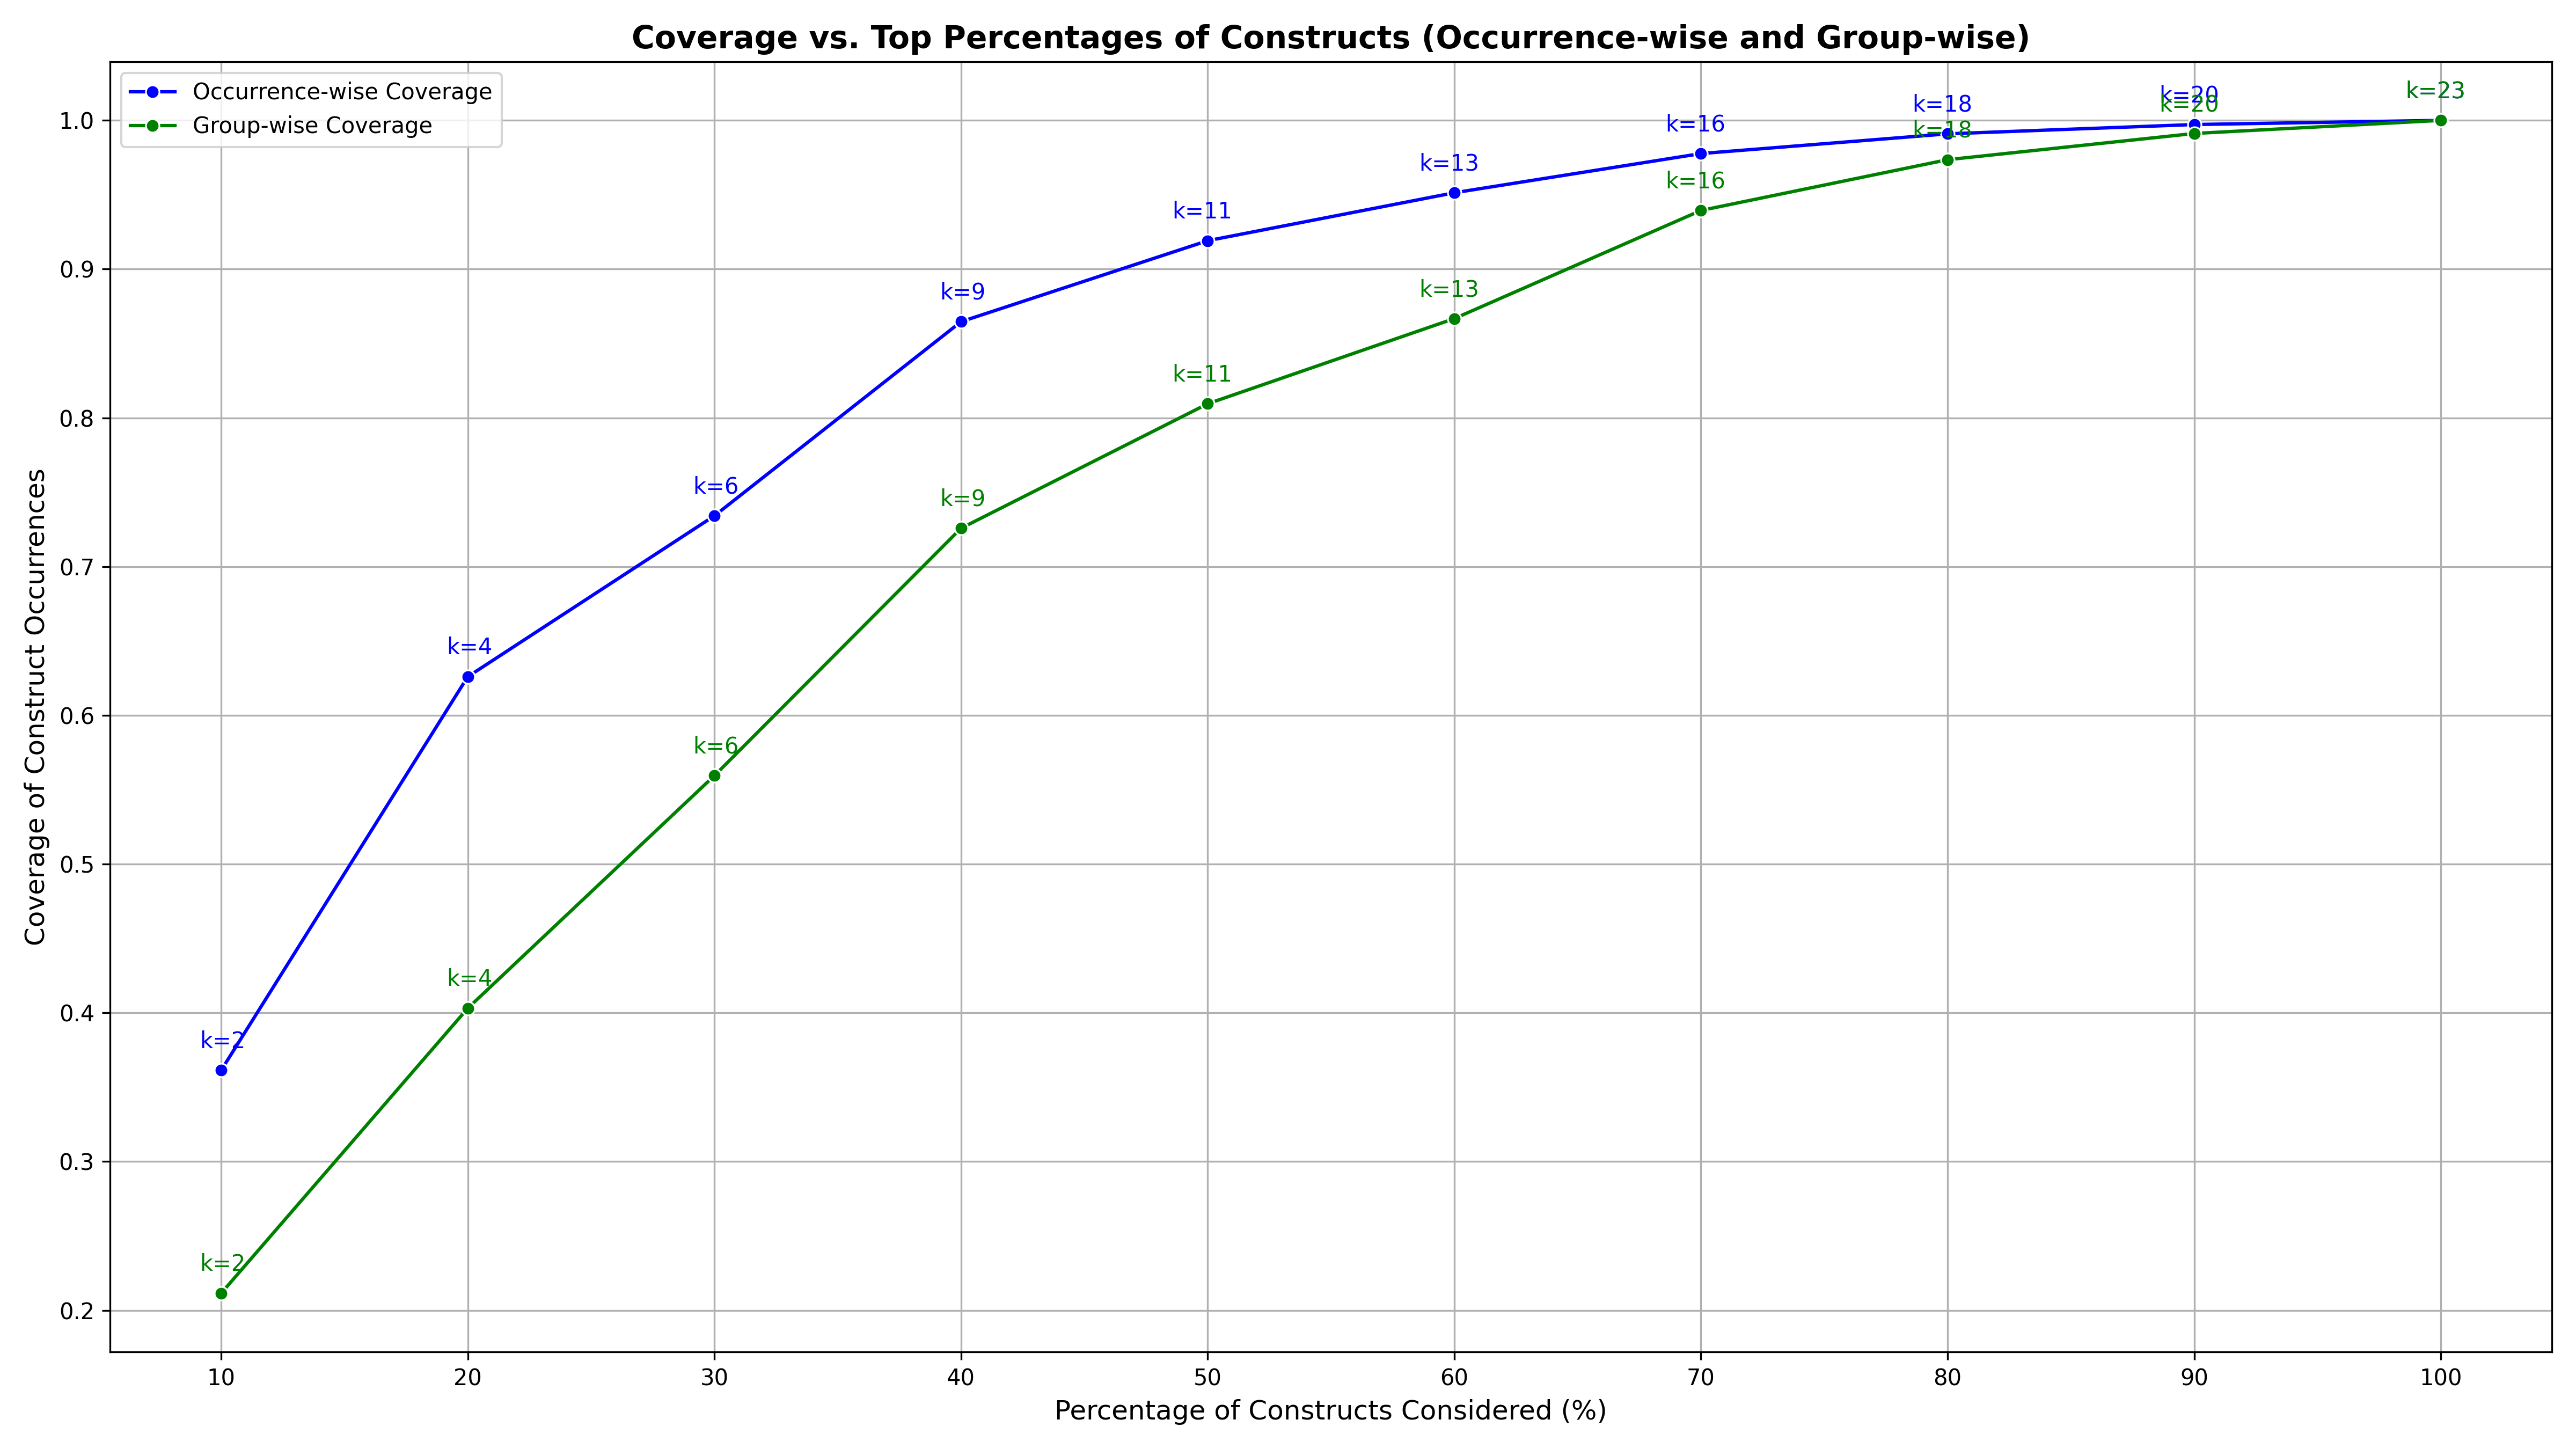 Coverage vs. Top Percentages of Constructs (Occurrence-wise and Group-wise)
Occurrence-wise Coverage
Group-wise Coverage
Coverage of Construct Occurrences
1.0
0.9
0.8
0.7
0.6
0.5
0.4
0.3
0.2
k=2
k=4
k=6
k=9
k=11
k=13
k=16
k=18
k=20
k=2
k=4
k=6
k=9
k=11
k=13
k=16
k=18
k=20
k=23
10 20 30 40 50 60 70 80 90 100
Percentage of Constructs Considered (%)